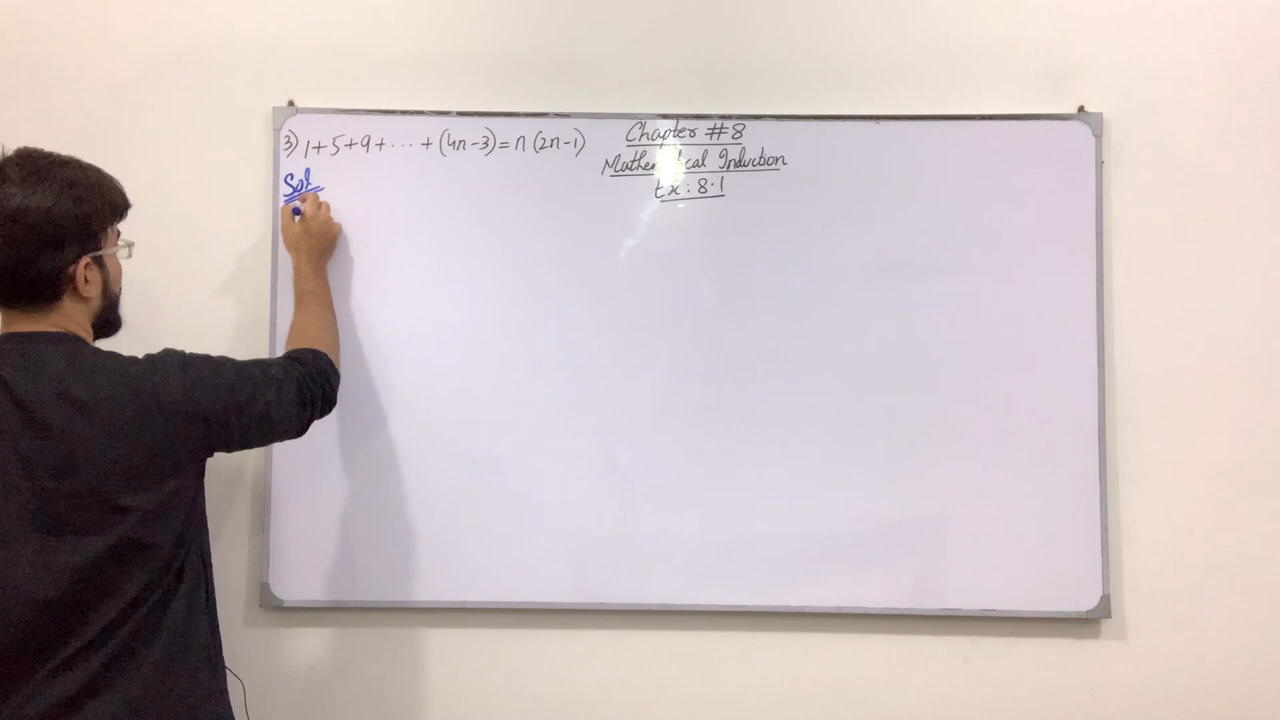 3) 1+5+9+ ··· +(4n-3)=n(2n-1)
Sol
Chapter #8
Mathematical Induction
Ex: 8.1